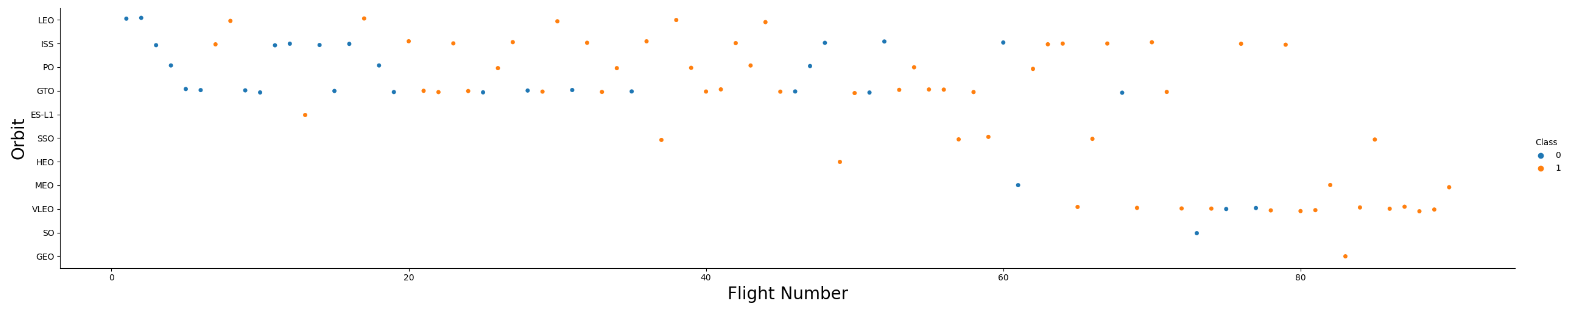 LEO
ISS
PO
GTO
ES-L1
SSO
HEO
MEO
VLEO
SO
GEO
Orbit
0 20 40 60 80
Flight Number
Class
0
1